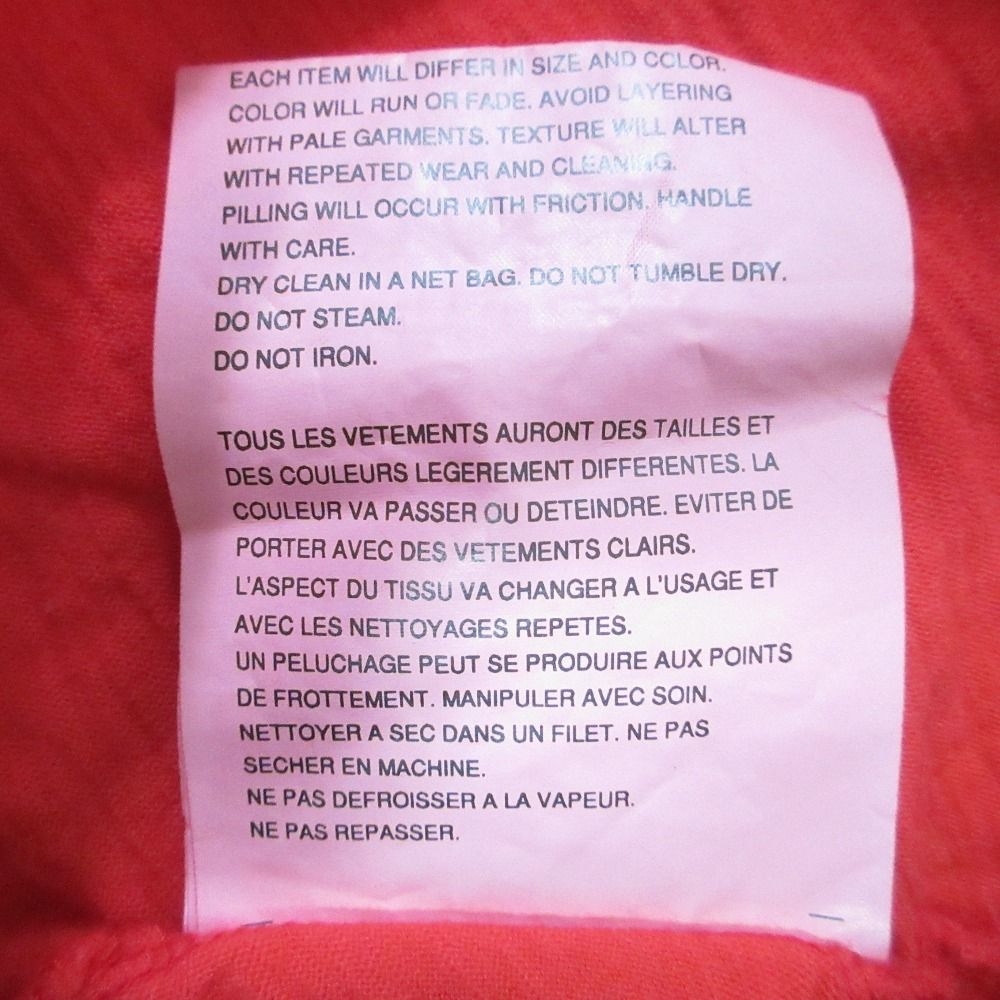 EACH ITEM WILL DIFFER IN SIZE AND COLOR.
COLOR WILL RUN OR FADE. AVOID LAYERING
WITH PALE GARMENTS. TEXTURE WILL ALTER
WITH REPEATED WEAR AND CLEANING.
PILLING WILL OCCUR WITH FRICTION. HANDLE
WITH CARE.
DRY CLEAN IN A NET BAG. DO NOT TUMBLE DRY.
DO NOT STEAM.
DO NOT IRON.
TOUS LES VETEMENTS AURONT DES TAILLES ET
DES COULEURS LEGEREMENT DIFFERENTES. LA
COULEUR VA PASSER OU DETEINDRE. EVITER DE
PORTER AVEC DES VETEMENTS CLAIRS.
L'ASPECT DU TISSU VA CHANGER A L'USAGE ET
AVEC LES NETTOYAGES REPETES.
UN PELUCHAGE PEUT SE PRODUIRE AUX POINTS
DE FROTTEMENT. MANIPULER AVEC SOIN.
NETTOYER A SEC DANS UN FILET. NE PAS
SECHER EN MACHINE.
NE PAS DEFROISSER A LA VAPEUR.
NE PAS REPASSER.